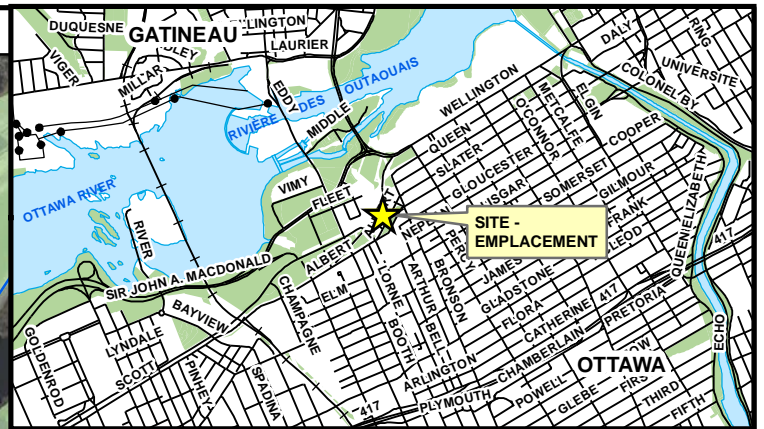 DUQUESNE
GATINEAU
LAURIER
VIGER
MILLAR
EDDY
RIVIÈRE DES OUTAOUAIS
MIDDLE
WELLINGTON
DALY
RING
UNIVERSITE
COLONEL BY
ELGIN
METCALFE
O'CONNOR
COOPER
QUEEN
SLATER
GLOUCESTER
LISGAR
SOMERSET
GILMOUR
FRANK
MCLEOD
QUEEN ELIZABETH
417
VIMY
FLEET
OTTAWA RIVER
RIVER
SITE -
EMPLACEMENT
ALBERT
PERCY
JAMES
GLADSTONE
FLORA
CATHERINE
417
PRETORIA
CHAMBERLAIN
SIR JOHN A. MACDONALD
BAYVIEW
CHAMPAGNE
ELM
LORNE
BOOTH
ARTHUR
BELL
BRONSON
ARLINGTON
OTTAWA
ECHO
GOLDENROD
LYNDALE
SCOTT
PINHEY
SPADINA
417
PLYMOUTH
POWELL
GLEBE
THIRD
FIFTH